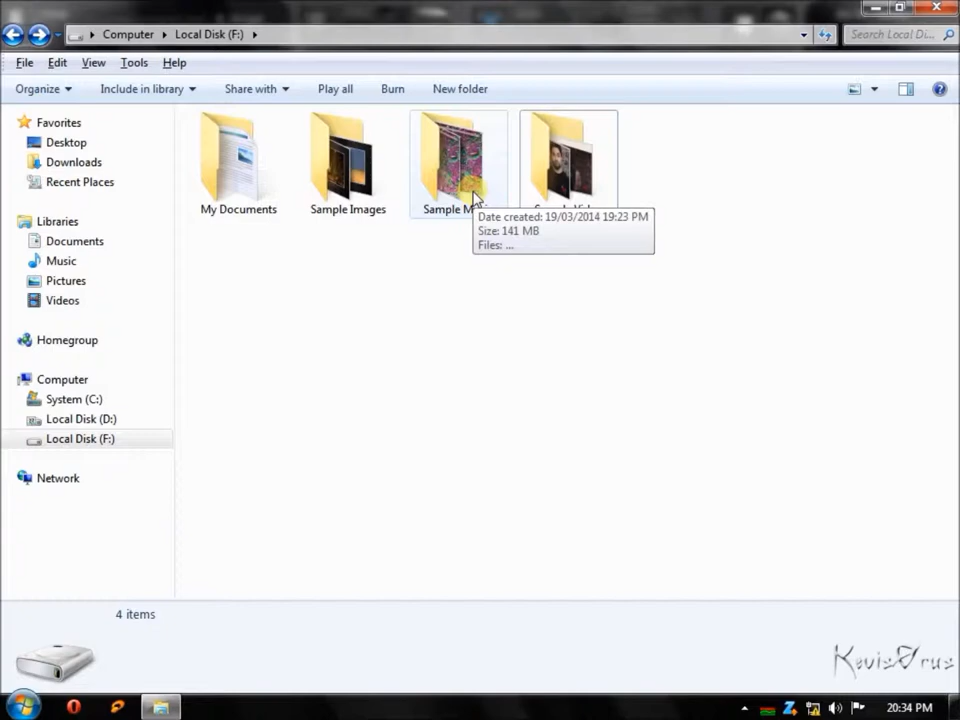 Computer Local Disk (F:)
Search Local Di...
File Edit View Tools Help
Organize Include in library Share with Play all Burn New folder
Favorites
Desktop
Downloads
Recent Places
Libraries
Documents
Music
Pictures
Videos
Homegroup
Computer
System (C:)
Local Disk (D:)
Local Disk (F:)
Network
My Documents
Sample Images
Sample
Date created: 19/03/2014 19:23 PM
Size: 141 MB
Files: ...
4 items
20:34 PM